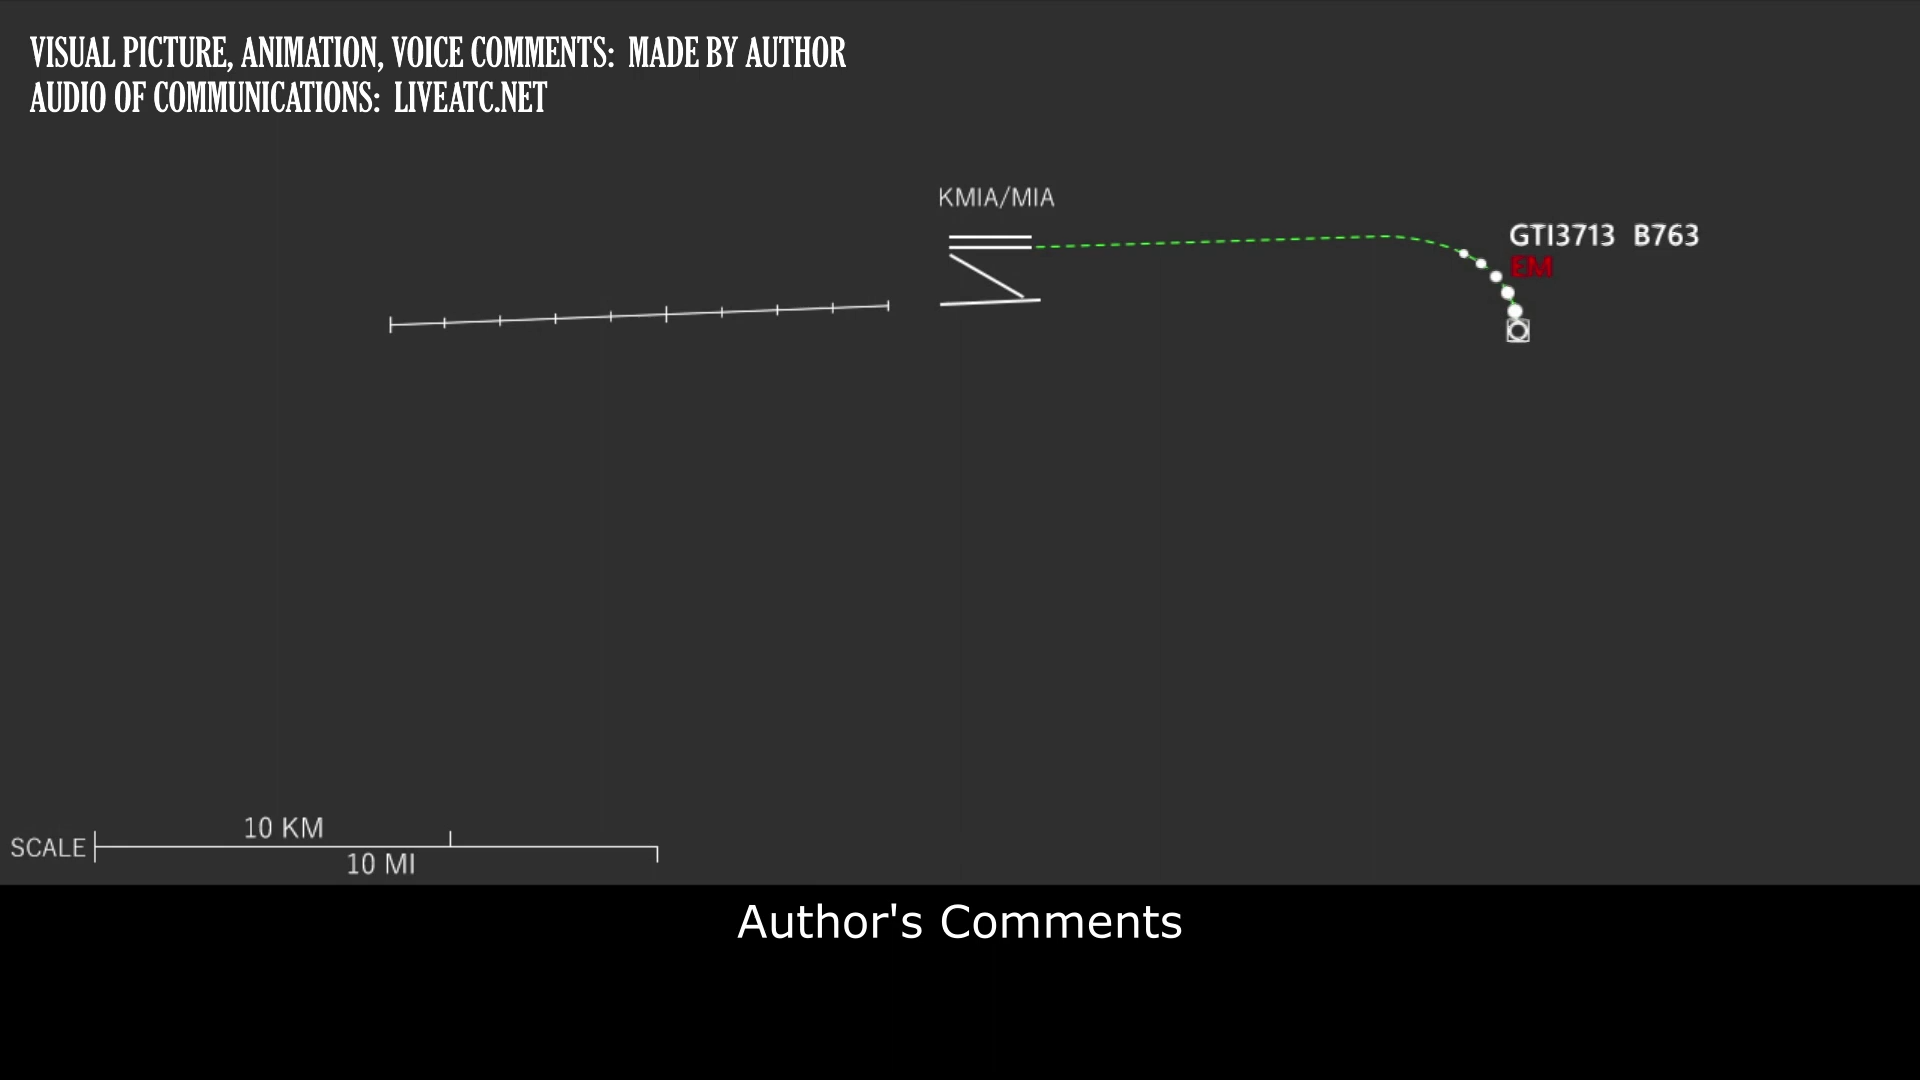 VISUAL PICTURE, ANIMATION, VOICE COMMENTS: MADE BY AUTHOR
AUDIO OF COMMUNICATIONS: LIVEATC.NET
KMIA/MIA
GTI3713 B763
EM
10 KM
SCALE
10 MI
Author's Comments